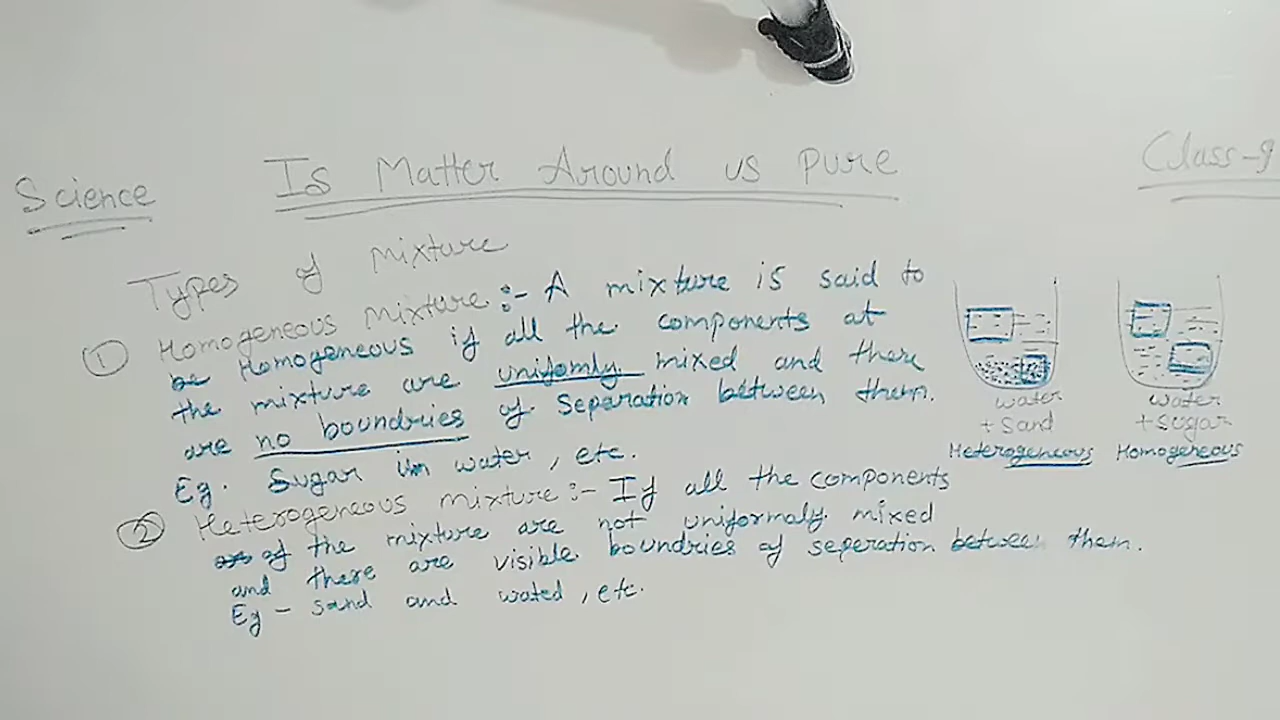 Science
Is Matter Around us Pure
Class-9
Types of mixture
① Homogeneous mixture :- A mixture is said to
be Homogeneous if all the components at
the mixture are uniformly mixed and there
are no boundries of separation between them.
Eg. Sugar in water, etc.
② Heterogeneous mixture :- If all the components
of the mixture are not uniformaly mixed
and there are visible boundries of seperation between them.
Eg - sand and wated, etc.
water
+ Sand
Heterogeneous
water
+ Sugar
Homogeneous